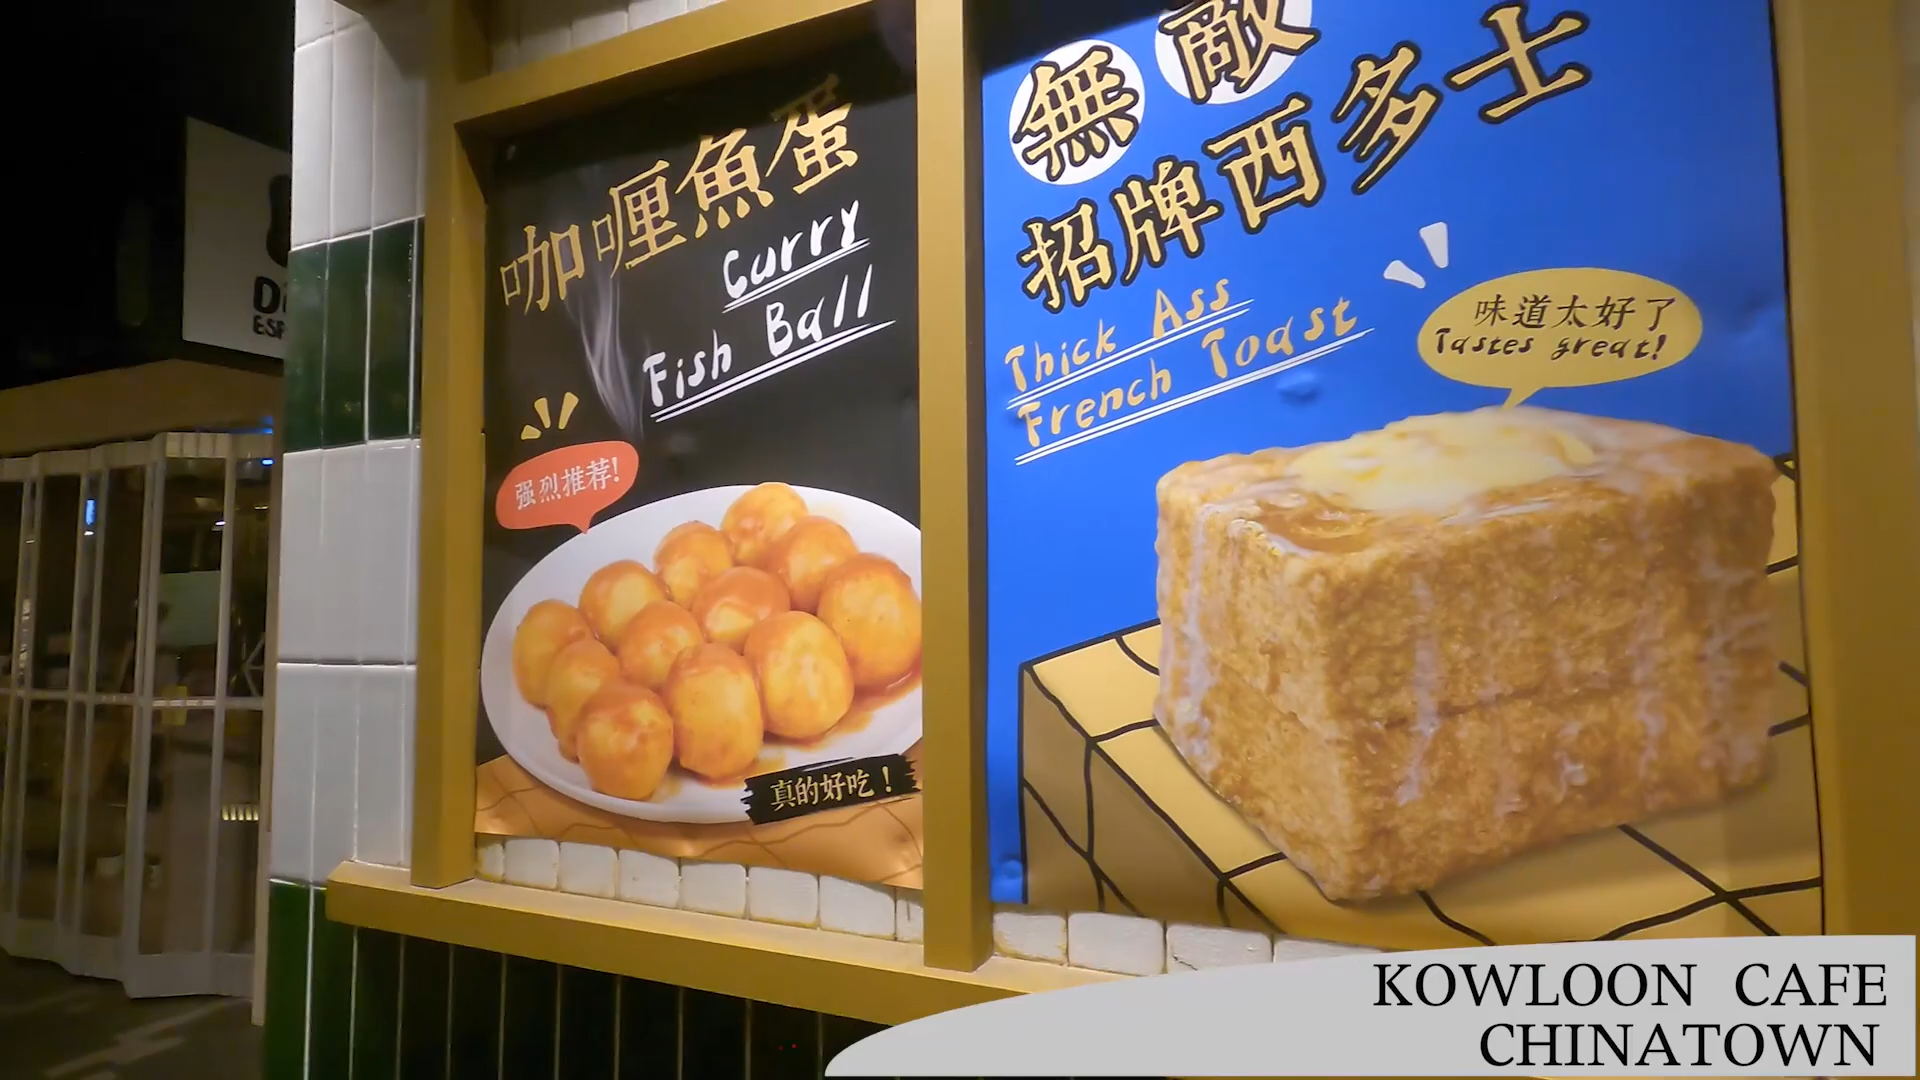 咖喱魚蛋
Curry
Fish Ball
强烈推荐!
真的好吃！
無敵
招牌西多士
Thick Ass
French Toast
味道太好了
Tastes great!
KOWLOON CAFE
CHINATOWN